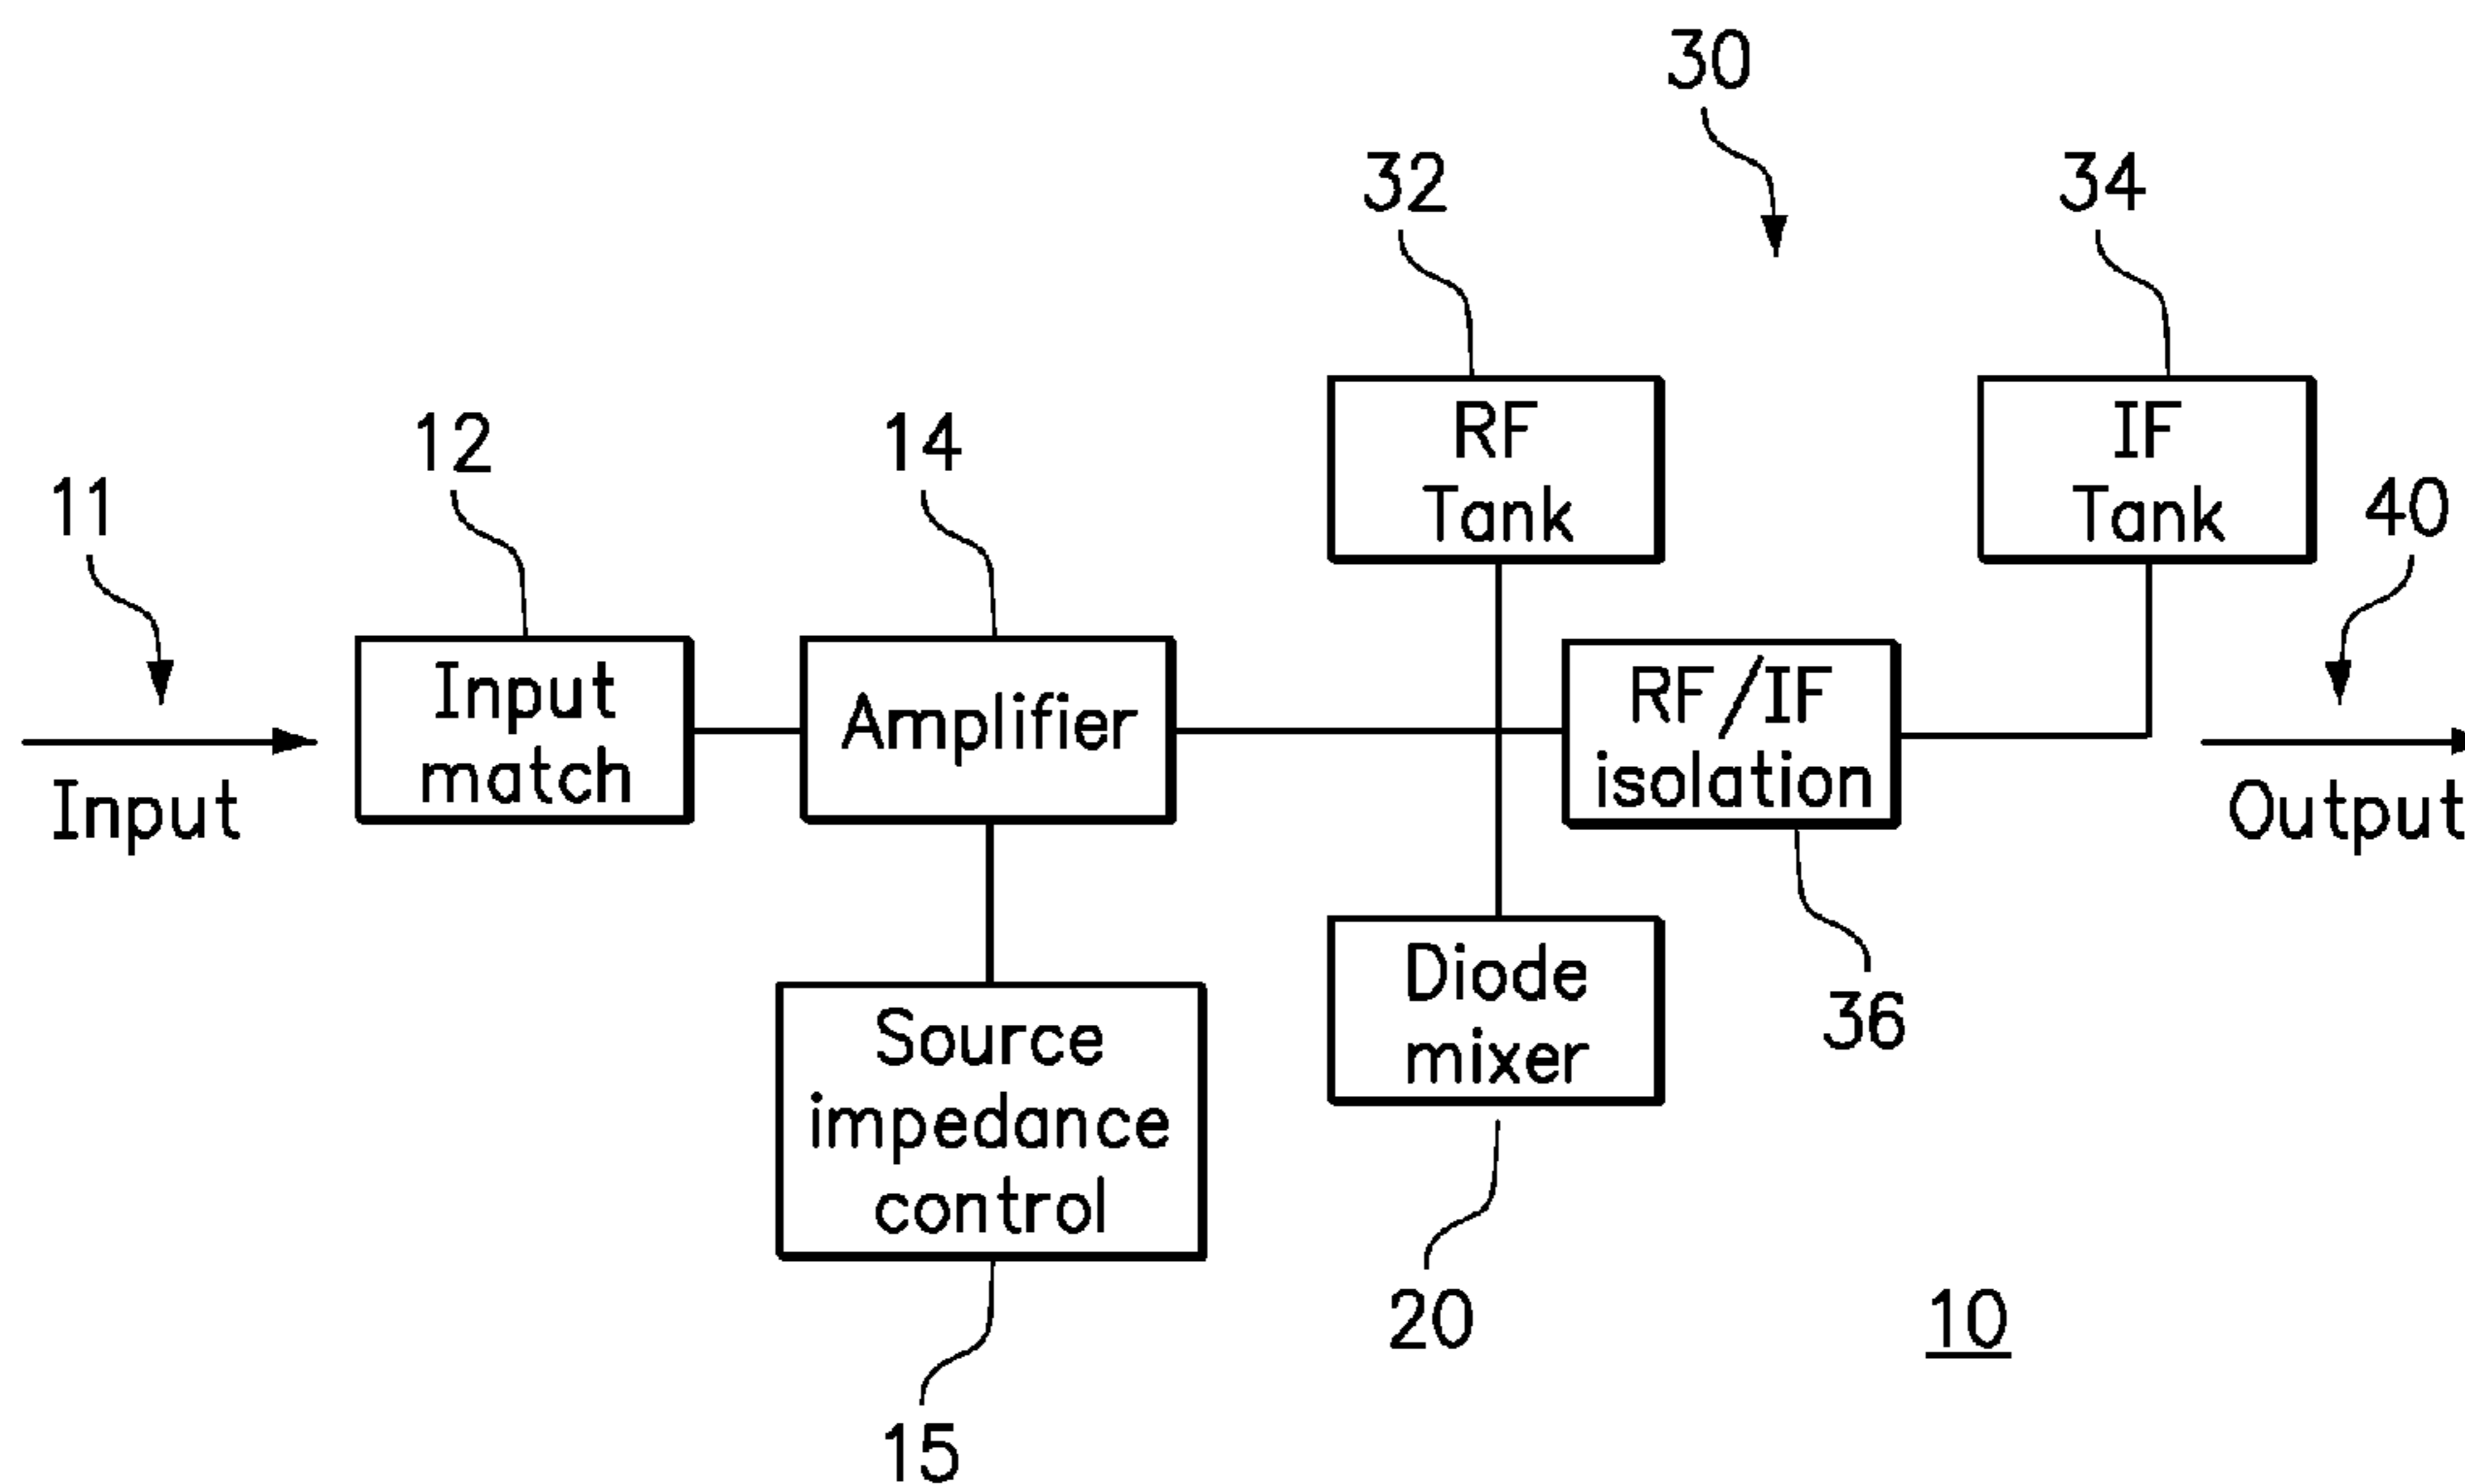 30
32
34
RF
Tank
IF
Tank
12
14
11
40
Input
match
Amplifier
RF/IF
isolation
Input
Output
Diode
mixer
36
Source
impedance
control
20
10
15